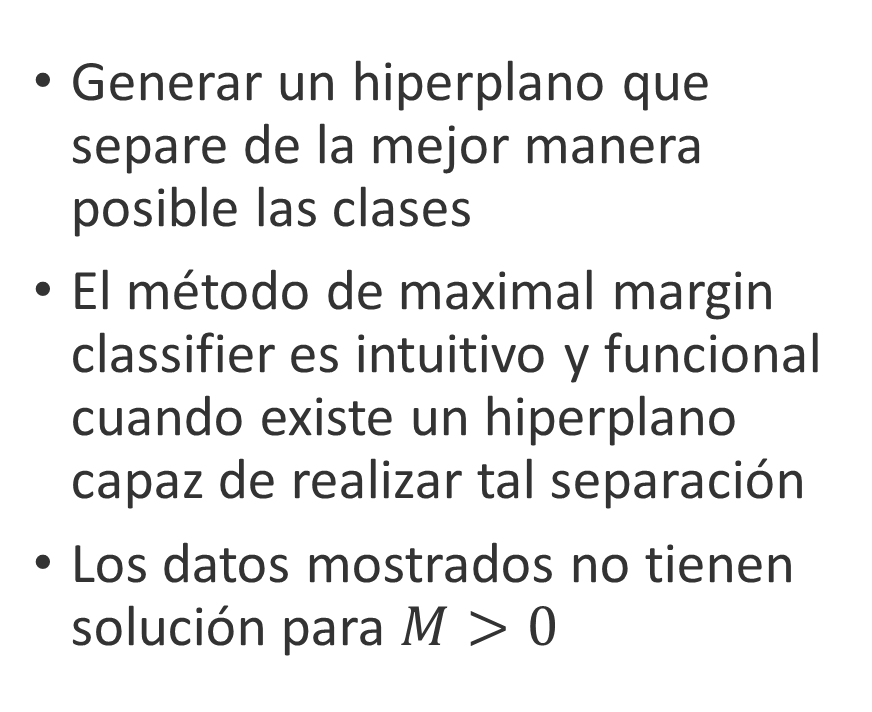 • Generar un hiperplano que
separe de la mejor manera
posible las clases
• El método de maximal margin
classifier es intuitivo y funcional
cuando existe un hiperplano
capaz de realizar tal separación
• Los datos mostrados no tienen
solución para M > 0